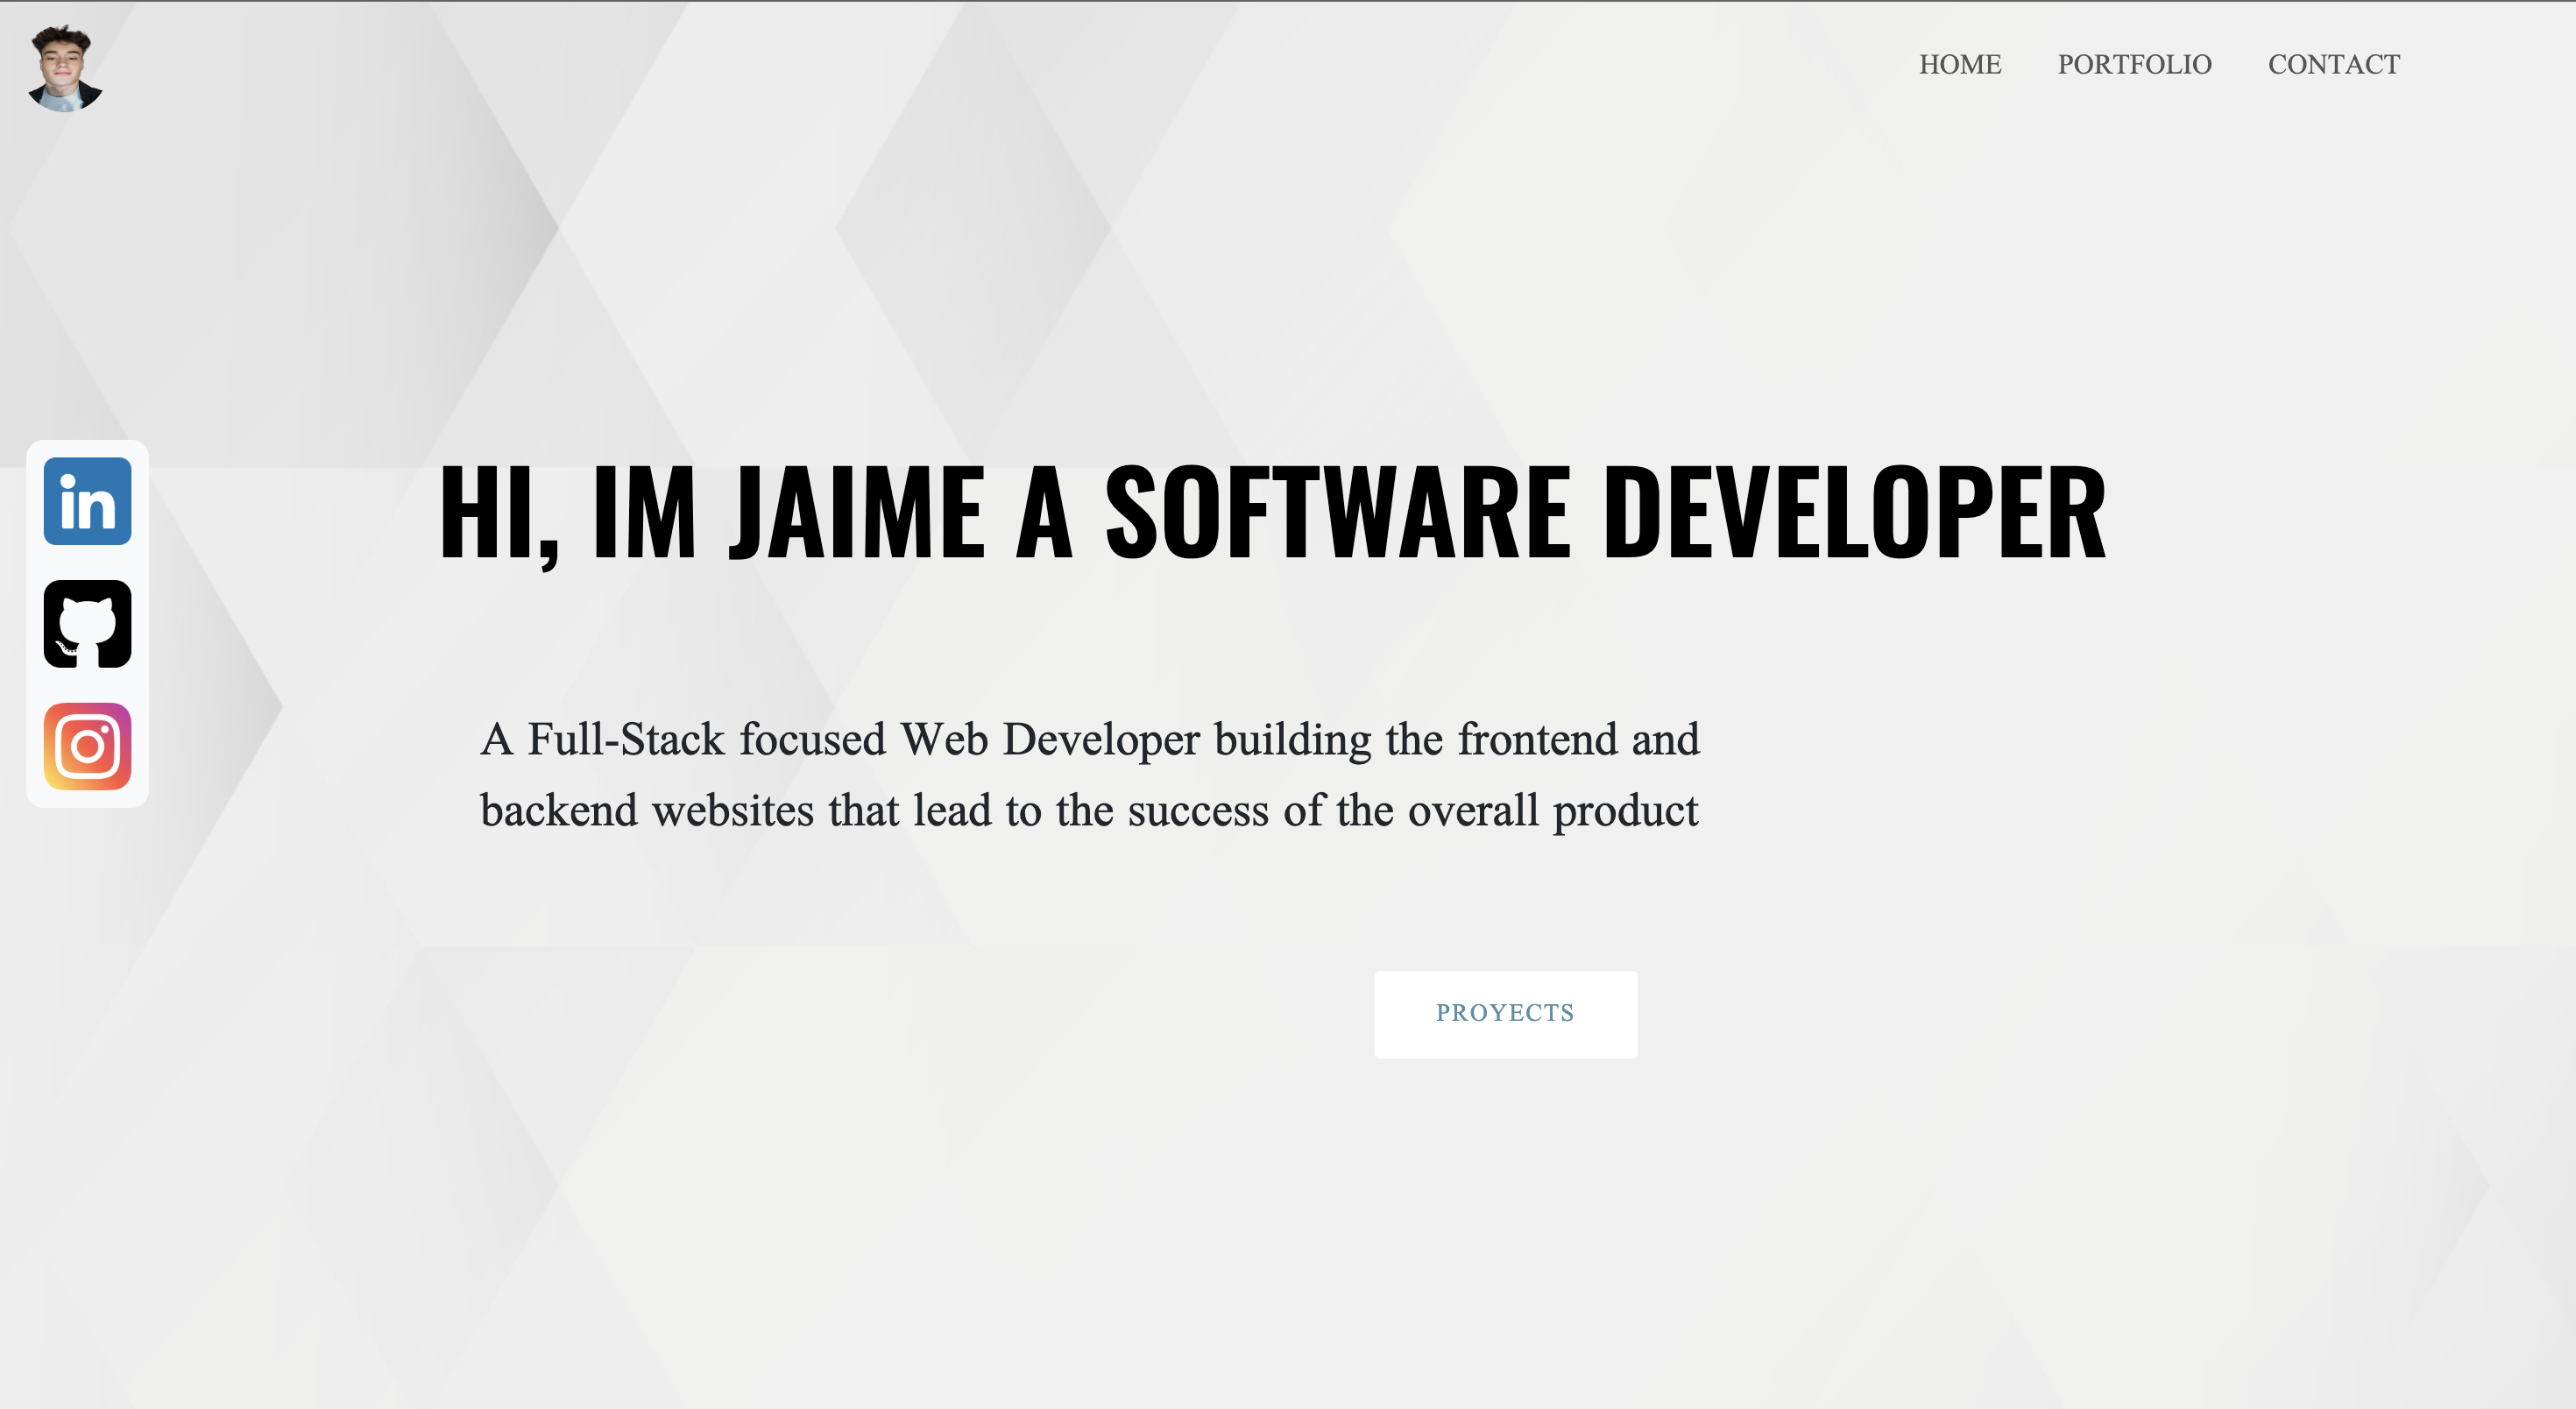 HOME PORTFOLIO CONTACT
HI, IM JAIME A SOFTWARE DEVELOPER
in
A Full-Stack focused Web Developer building the frontend and
backend websites that lead to the success of the overall product
PROYECTS